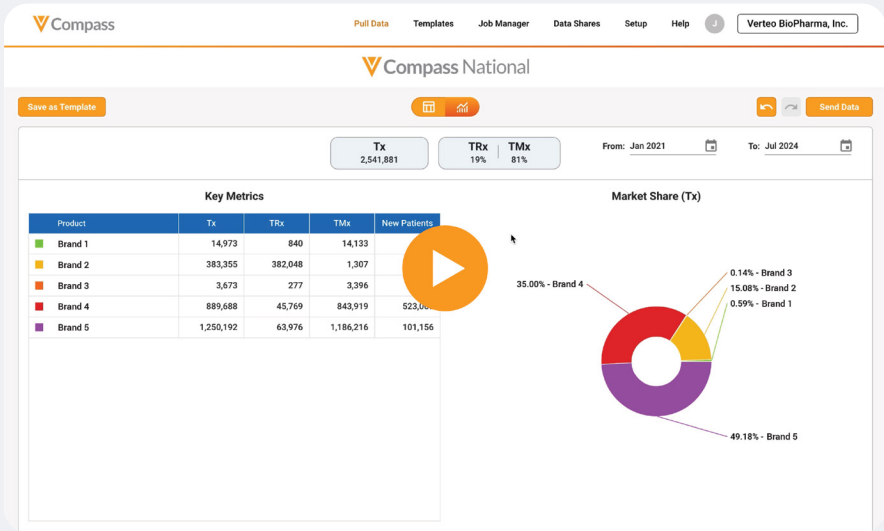 Compass
Pull Data Templates Job Manager Data Shares Setup Help J Verteo BioPharma, Inc.
Compass National
Save as Template
Send Data
Tx
2,541,881
TRx TMx
19% 81%
From: Jan 2021 To: Jul 2024
Key Metrics
Product Tx TRx TMx New Patients
Brand 1 14,973 840 14,133
Brand 2 383,355 382,048 1,307
Brand 3 3,673 277 3,396
Brand 4 889,688 45,769 843,919
Brand 5 1,250,192 63,976 1,186,216 101,156
Market Share (Tx)
0.14% - Brand 3
35.00% - Brand 4
15.08% - Brand 2
0.59% - Brand 1
49.18% - Brand 5